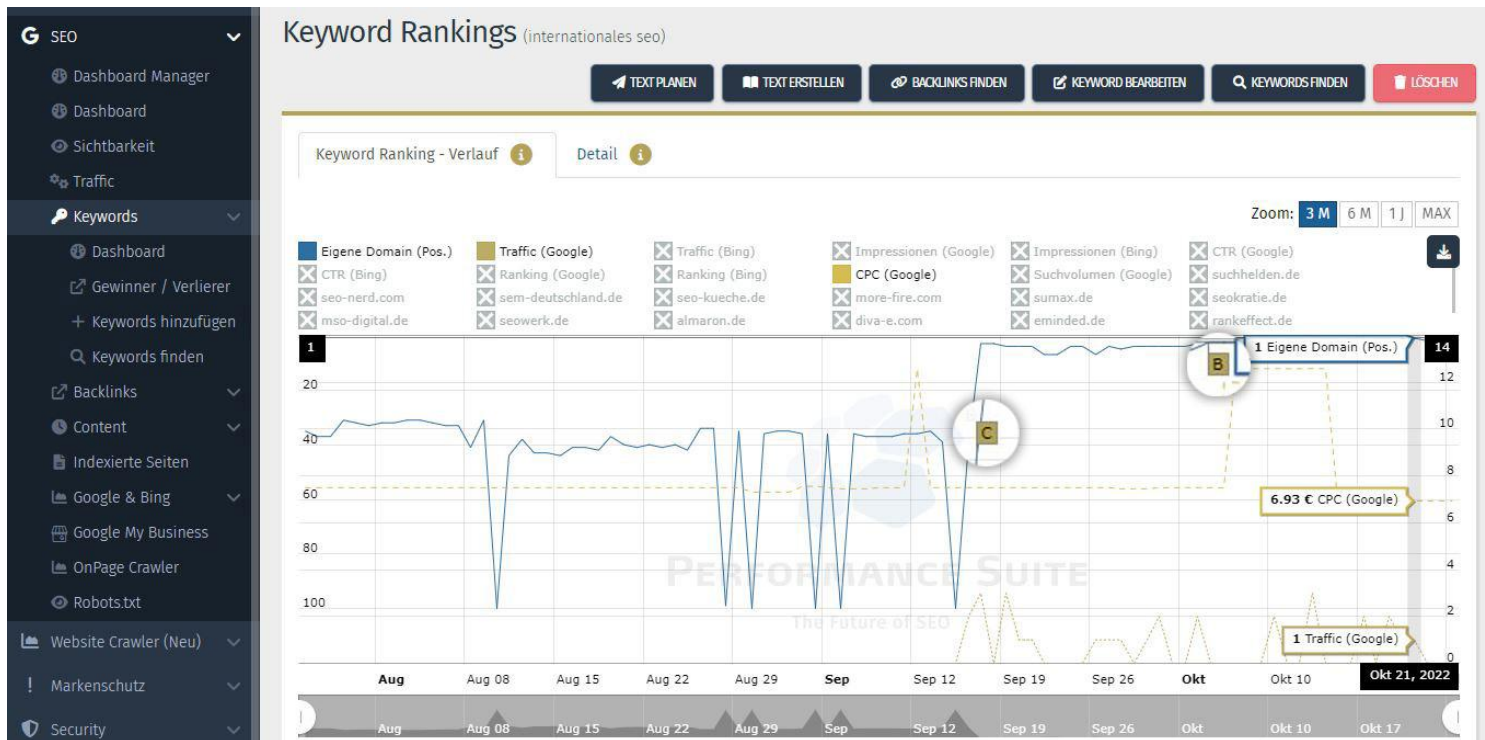 SEO
Dashboard Manager
Dashboard
Sichtbarkeit
Traffic
Keywords
Dashboard
Gewinner / Verlierer
Keywords hinzufügen
Keywords finden
Backlinks
Content
Indexierte Seiten
Google & Bing
Google My Business
OnPage Crawler
Robots.txt
Website Crawler (Neu)
Markenschutz
Security
Keyword Rankings (internationales seo)
TEXT PLANEN TEXT ERSTELLEN BACKLINKS FINDEN KEYWORD BEARBEITEN KEYWORDS FINDEN LÖSCHEN
Keyword Ranking - Verlauf i Detail i
Zoom: 3 M 6 M 1 J MAX
Eigene Domain (Pos.) Traffic (Google) Traffic (Bing) Impressionen (Google) Impressionen (Bing) CTR (Google)
CTR (Bing) Ranking (Google) Ranking (Bing) CPC (Google) Suchvolumen (Google) suchhelden.de
seo-nerd.com sem-deutschland.de seo-kueche.de more-fire.com sumax.de seokratie.de
mso-digital.de seowerk.de almaron.de diva-e.com eminded.de rankeffect.de
1 1 Eigene Domain (Pos.) 14
B
20 12
10
40 C
8
60 6.93 € CPC (Google)
6
80
4
PERFORMANCE SUITE
100 2
The Future of SEO
1 Traffic (Google)
0
Aug Aug 08 Aug 15 Aug 22 Aug 29 Sep Sep 12 Sep 19 Sep 26 Okt Okt 10 Okt 21, 2022
Aug Aug 08 Aug 15 Aug 22 Aug 29 Sep Sep 12 Sep 19 Sep 26 Okt Okt 10 Okt 17